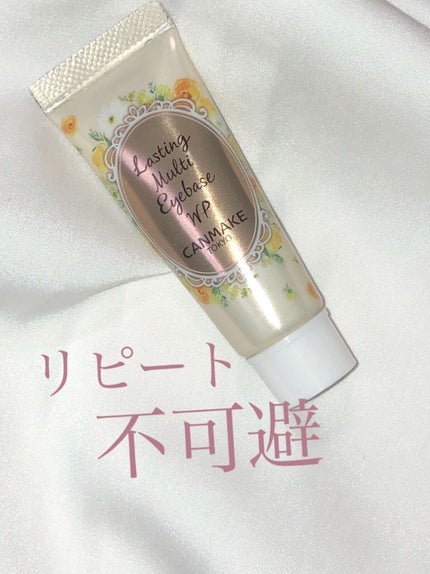 Lasting
Multi
Eyebase
WP
CANMAKE
TOKYO
リピート
不可避